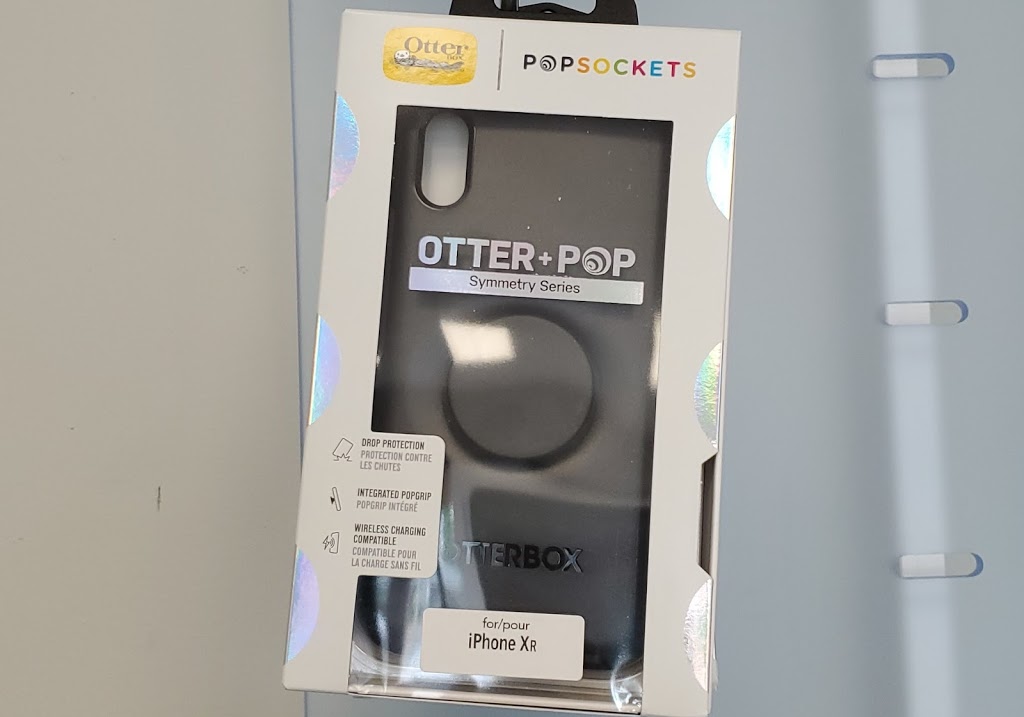 Otter
BOX
POPSOCKETS
OTTER + POP
Symmetry Series
DROP PROTECTION
PROTECTION CONTRE
LES CHUTES
INTEGRATED POPGRIP
POPGRIP INTÉGRÉ
WIRELESS CHARGING
COMPATIBLE
COMPATIBLE POUR
LA CHARGE SANS FIL
OTTERBOX
for/pour
iPhone XR